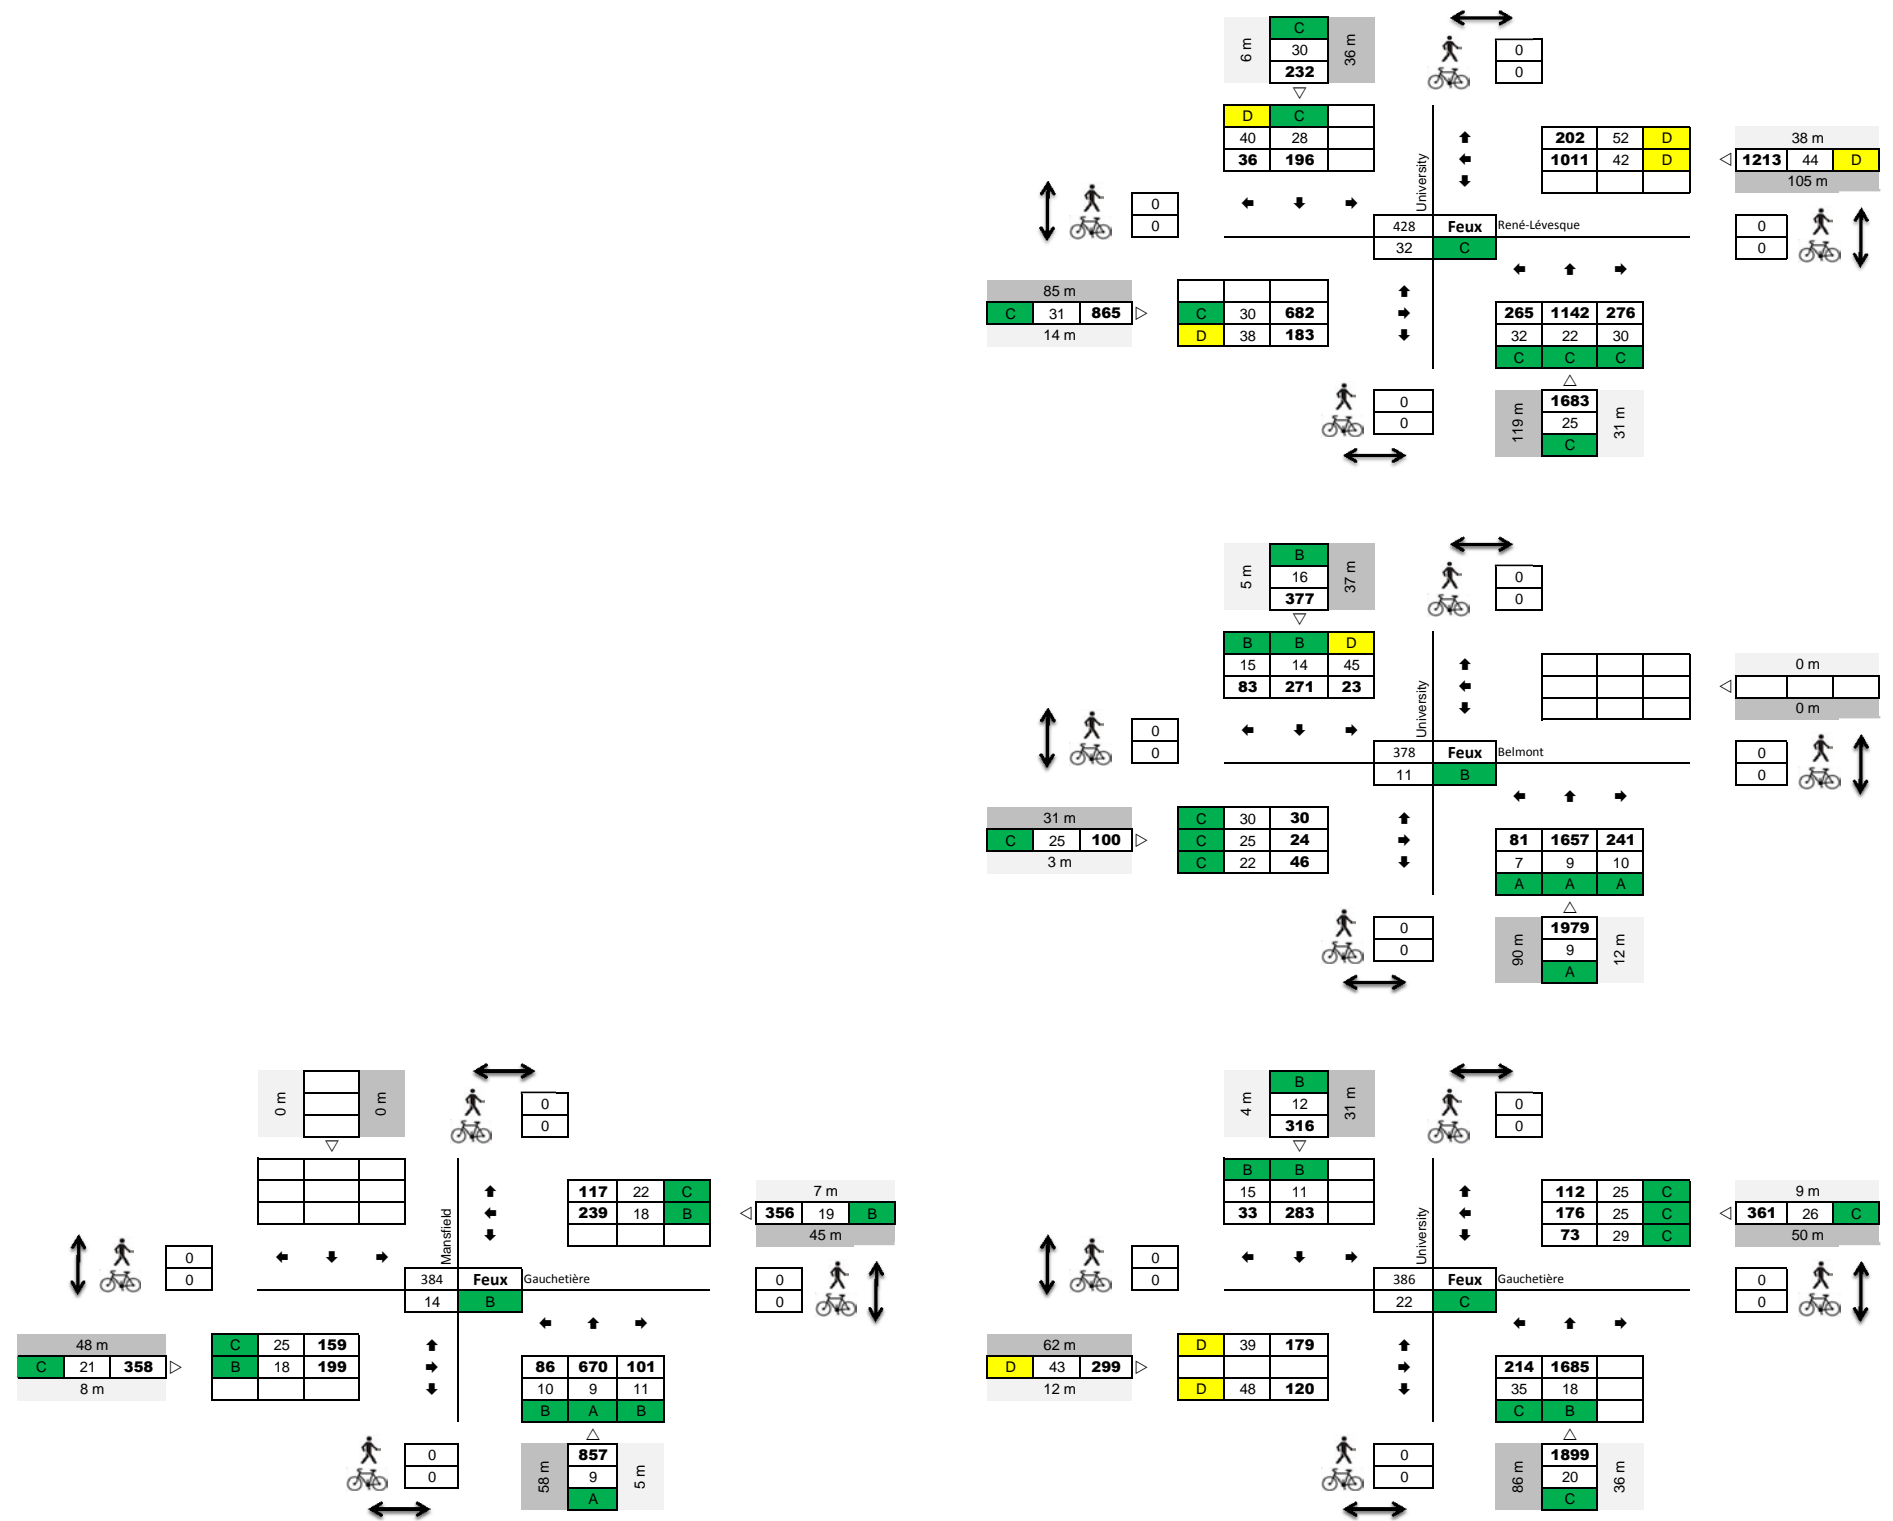 C
6 m 30 36 m 0
232 0
D C
40 28 202 52 D 38 m
36 196 1011 42 D 1213 44 D
105 m
University
0 0
0 428 Feux René-Lévesque 0
32 C
85 m
C 31 865 C 30 682 265 1142 276
14 m D 38 183 32 22 30
C C C
0 1683
0 119 m 25 31 m
C
B
5 m 16 37 m 0
377 0
B B D
15 14 45 0 m
83 271 23
0 m
University
0 0
0 378 Feux Belmont 0
11 B
31 m C 30 30
C 25 100 C 25 24 81 1657 241
3 m C 22 46 7 9 10
A A A
0 1979
0 90 m 9 12 m
A
0 m 0 m 0
0
117 22 C 7 m
239 18 B 356 19 B
45 m
Mansfield
0 0
0 384 Feux Gauchetière 0
14 B
48 m C 25 159
C 21 358 B 18 199 86 670 101
8 m 10 9 11
B A B
0 857
0 58 m 9 5 m
A
B
4 m 12 31 m 0
316 0
B B
15 11 112 25 C 9 m
33 283 176 25 C 361 26 C
73 29 C 50 m
University
0 0
0 386 Feux Gauchetière 0
22 C
62 m D 39 179
D 43 299 214 1685
12 m D 48 120 35 18
C B
0 1899
0 86 m 20 36 m
C